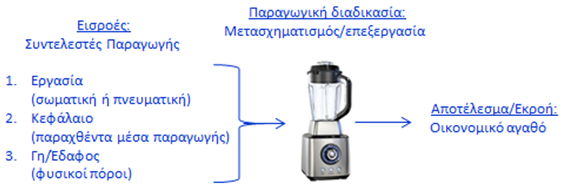 Εισροές:
Συντελεστές Παραγωγής
1. Εργασία
(σωματική ή πνευματική)
2. Κεφάλαιο
(παραχθέντα μέσα παραγωγής)
3. Γη/Έδαφος
(φυσικοί πόροι)
Παραγωγική διαδικασία:
Μετασχηματισμός/επεξεργασία
Αποτέλεσμα/Εκροή:
Οικονομικό αγαθό